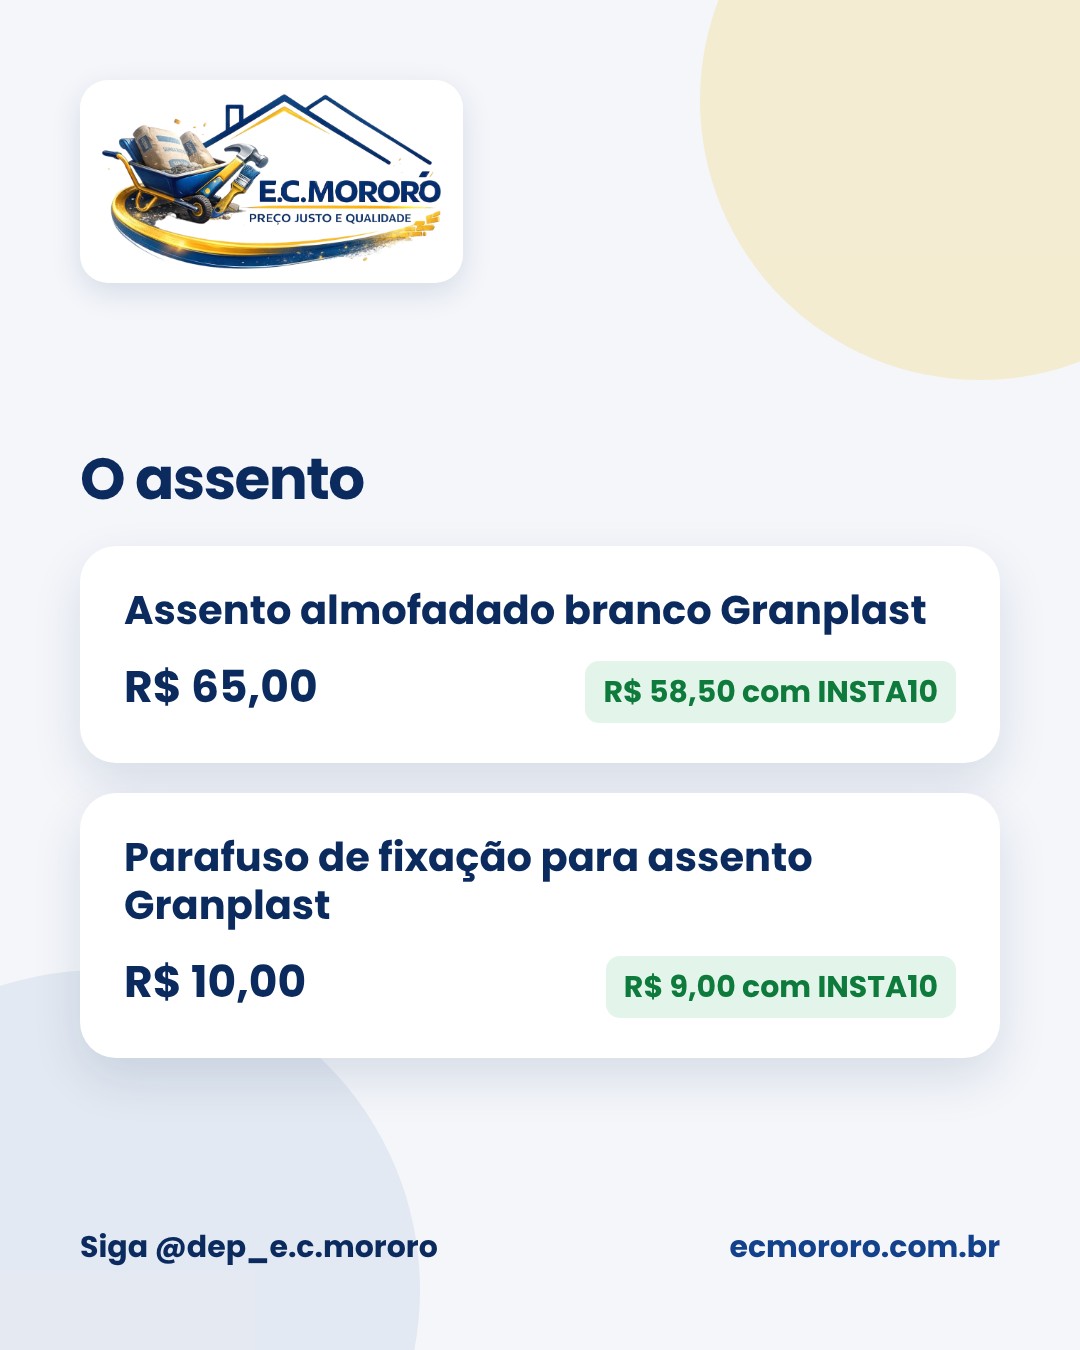 E.C.MORORÓ
PREÇO JUSTO E QUALIDADE
O assento
Assento almofadado branco Granplast
R$ 65,00
R$ 58,50 com INSTA10
Parafuso de fixação para assento
Granplast
R$ 10,00
R$ 9,00 com INSTA10
Siga @dep_e.c.mororo
ecmororo.com.br